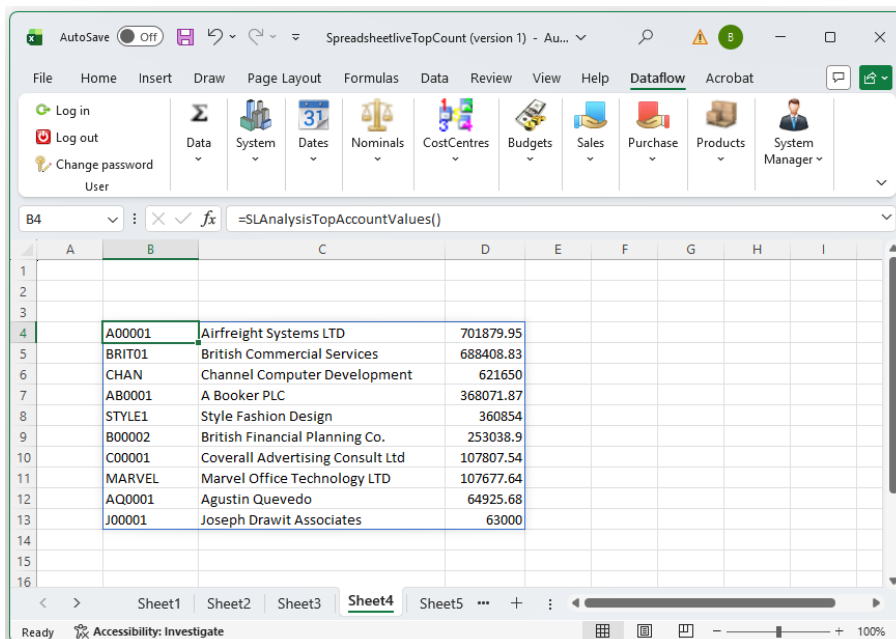 AutoSave Off SpreadsheetliveTopCount (version 1) - Au... B
File Home Insert Draw Page Layout Formulas Data Review View Help Dataflow Acrobat
Log in
Log out
Change password
User
Σ 31 1 3
Data System Dates Nominals CostCentres Budgets Sales Purchase Products System Manager
B4 fx =SLAnalysisTopAccountValues()
A B C D E F G H I
1
2
3
4 A00001 Airfreight Systems LTD 701879.95
5 BRIT01 British Commercial Services 688408.83
6 CHAN Channel Computer Development 621650
7 AB0001 A Booker PLC 368071.87
8 STYLE1 Style Fashion Design 360854
9 B00002 British Financial Planning Co. 253038.9
10 C00001 Coverall Advertising Consult Ltd 107807.54
11 MARVEL Marvel Office Technology LTD 107677.64
12 AQ0001 Agustin Quevedo 64925.68
13 J00001 Joseph Drawit Associates 63000
14
15
16
Sheet1 Sheet2 Sheet3 Sheet4 Sheet5 ... +
Ready Accessibility: Investigate - + 100%